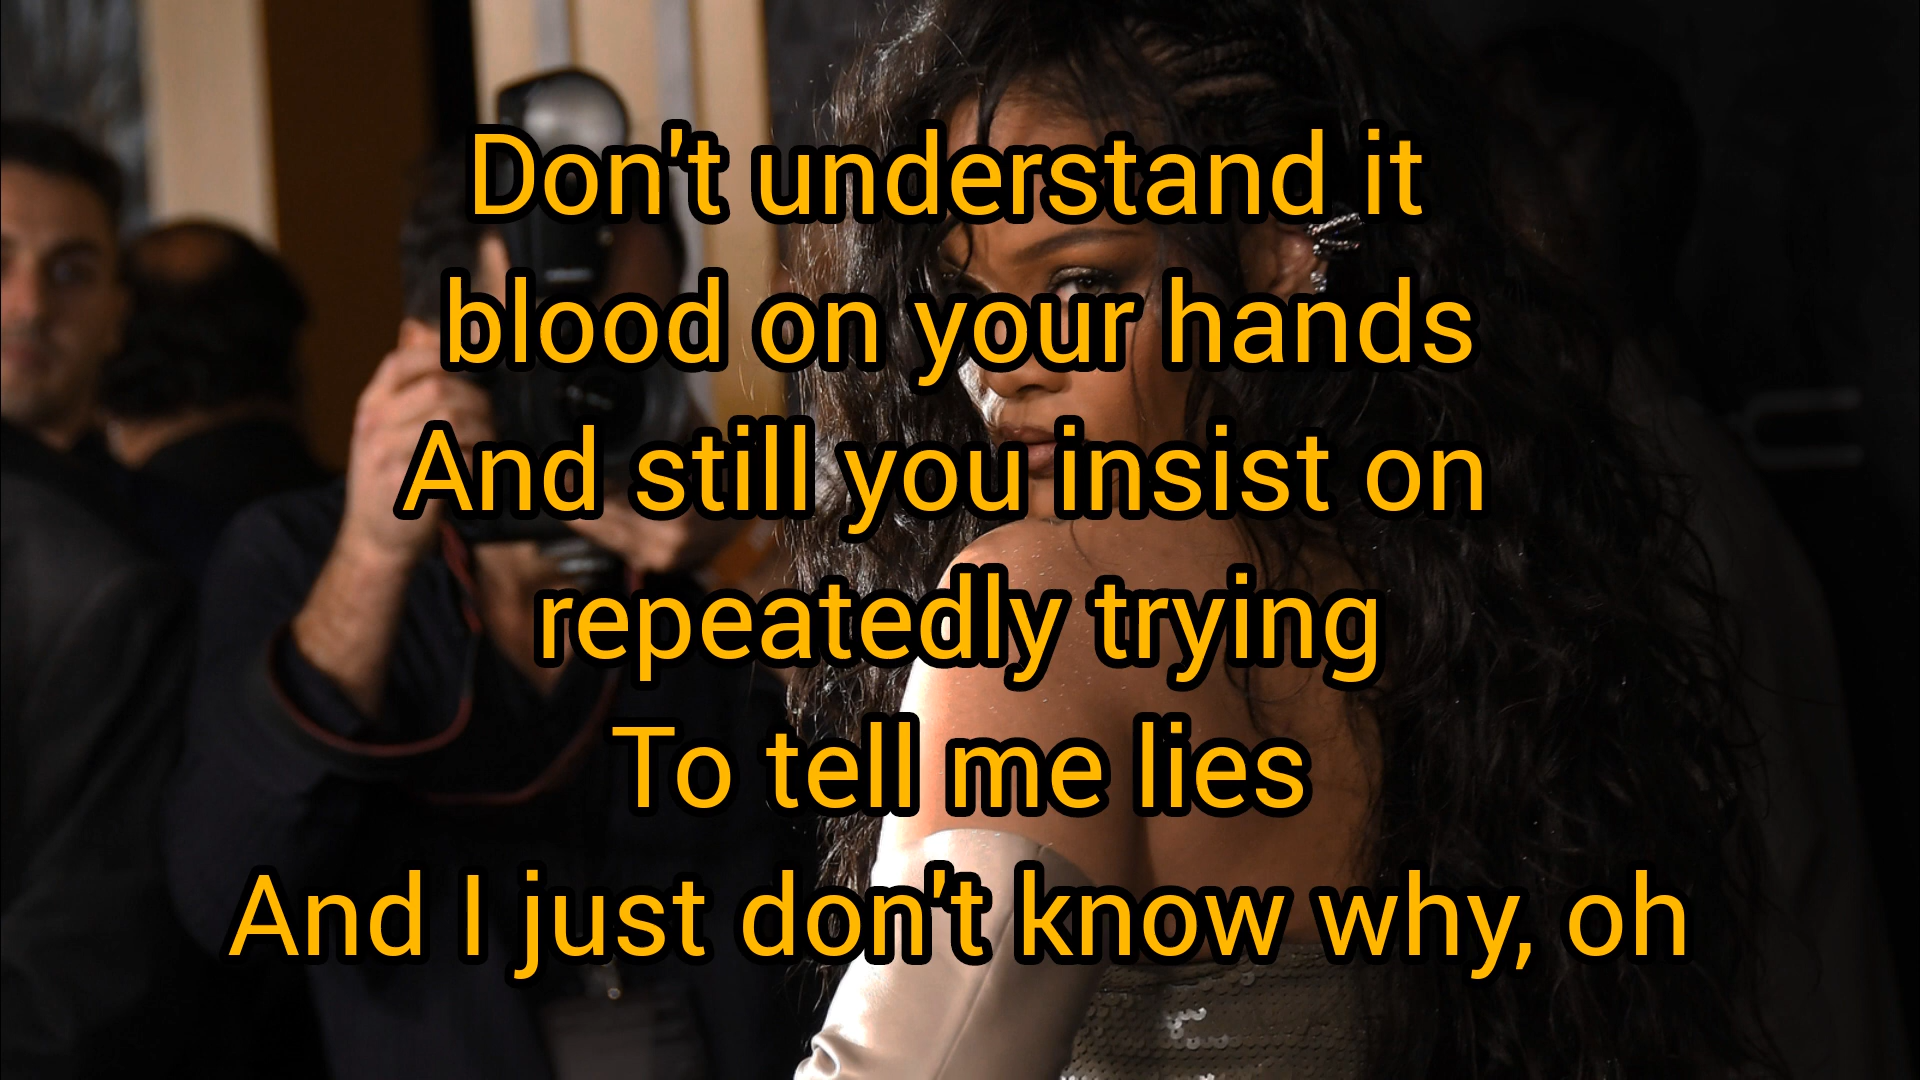 Don't understand it
blood on your hands
And still you insist on
repeatedly trying
To tell me lies
And I just don't know why, oh